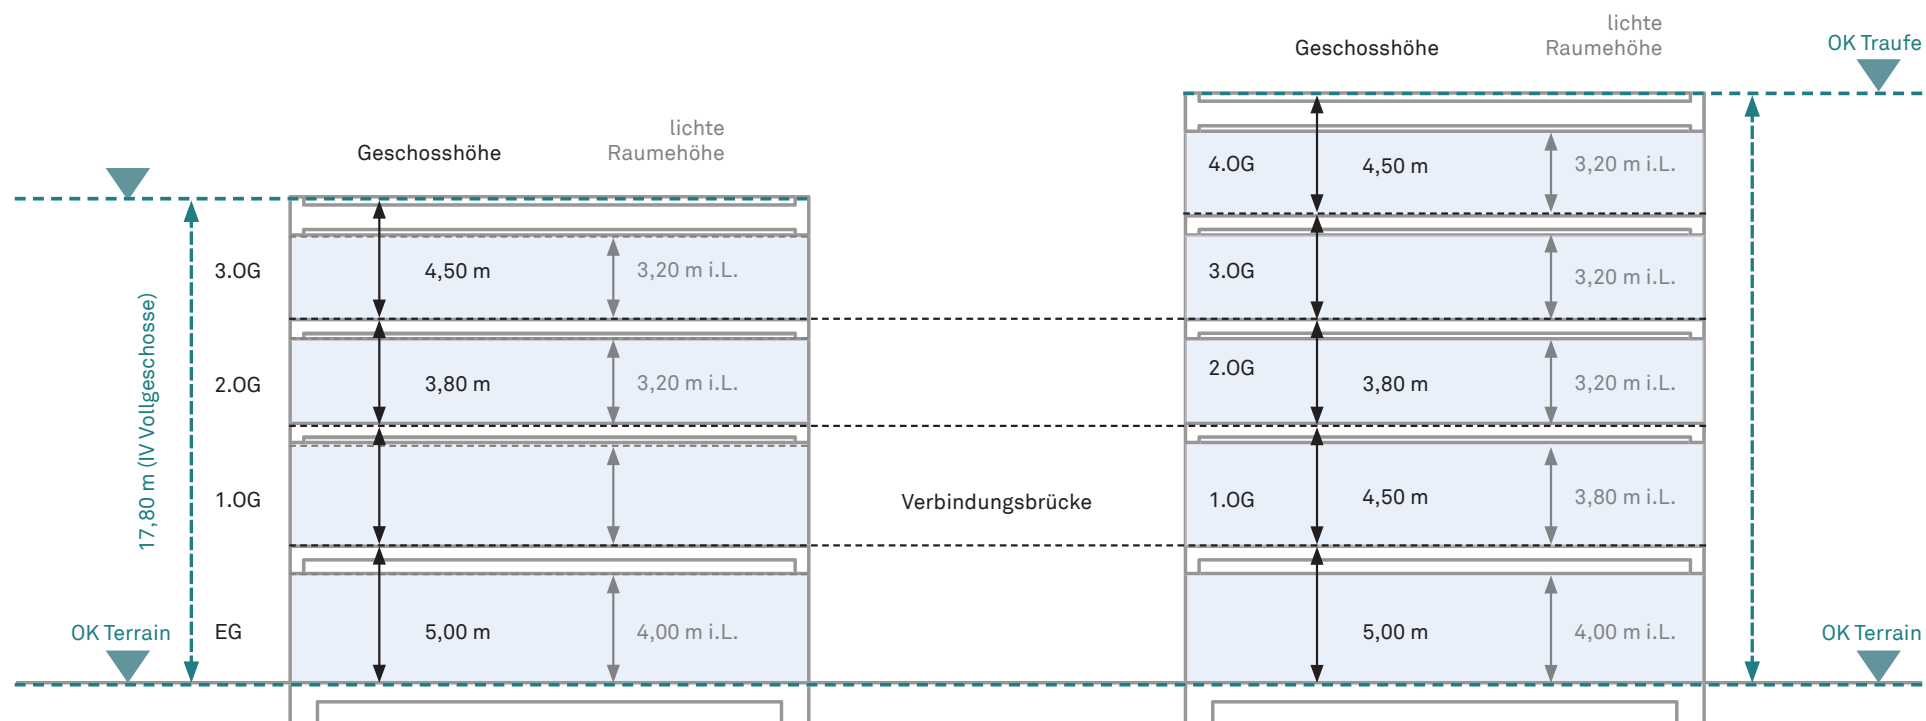 lichte
Geschosshöhe
Raumehöhe
OK Traufe
lichte
Geschosshöhe
Raumehöhe
4.OG
4,50 m
3,20 m i.L.
3.OG
4,50 m
3,20 m i.L.
3.OG
3,20 m i.L.
17,80 m (IV Vollgeschosse)
2.OG
3,80 m
3,20 m i.L.
2.OG
3,80 m
3,20 m i.L.
1.OG
Verbindungsbrücke
1.OG
4,50 m
3,80 m i.L.
OK Terrain
EG
5,00 m
4,00 m i.L.
5,00 m
4,00 m i.L.
OK Terrain